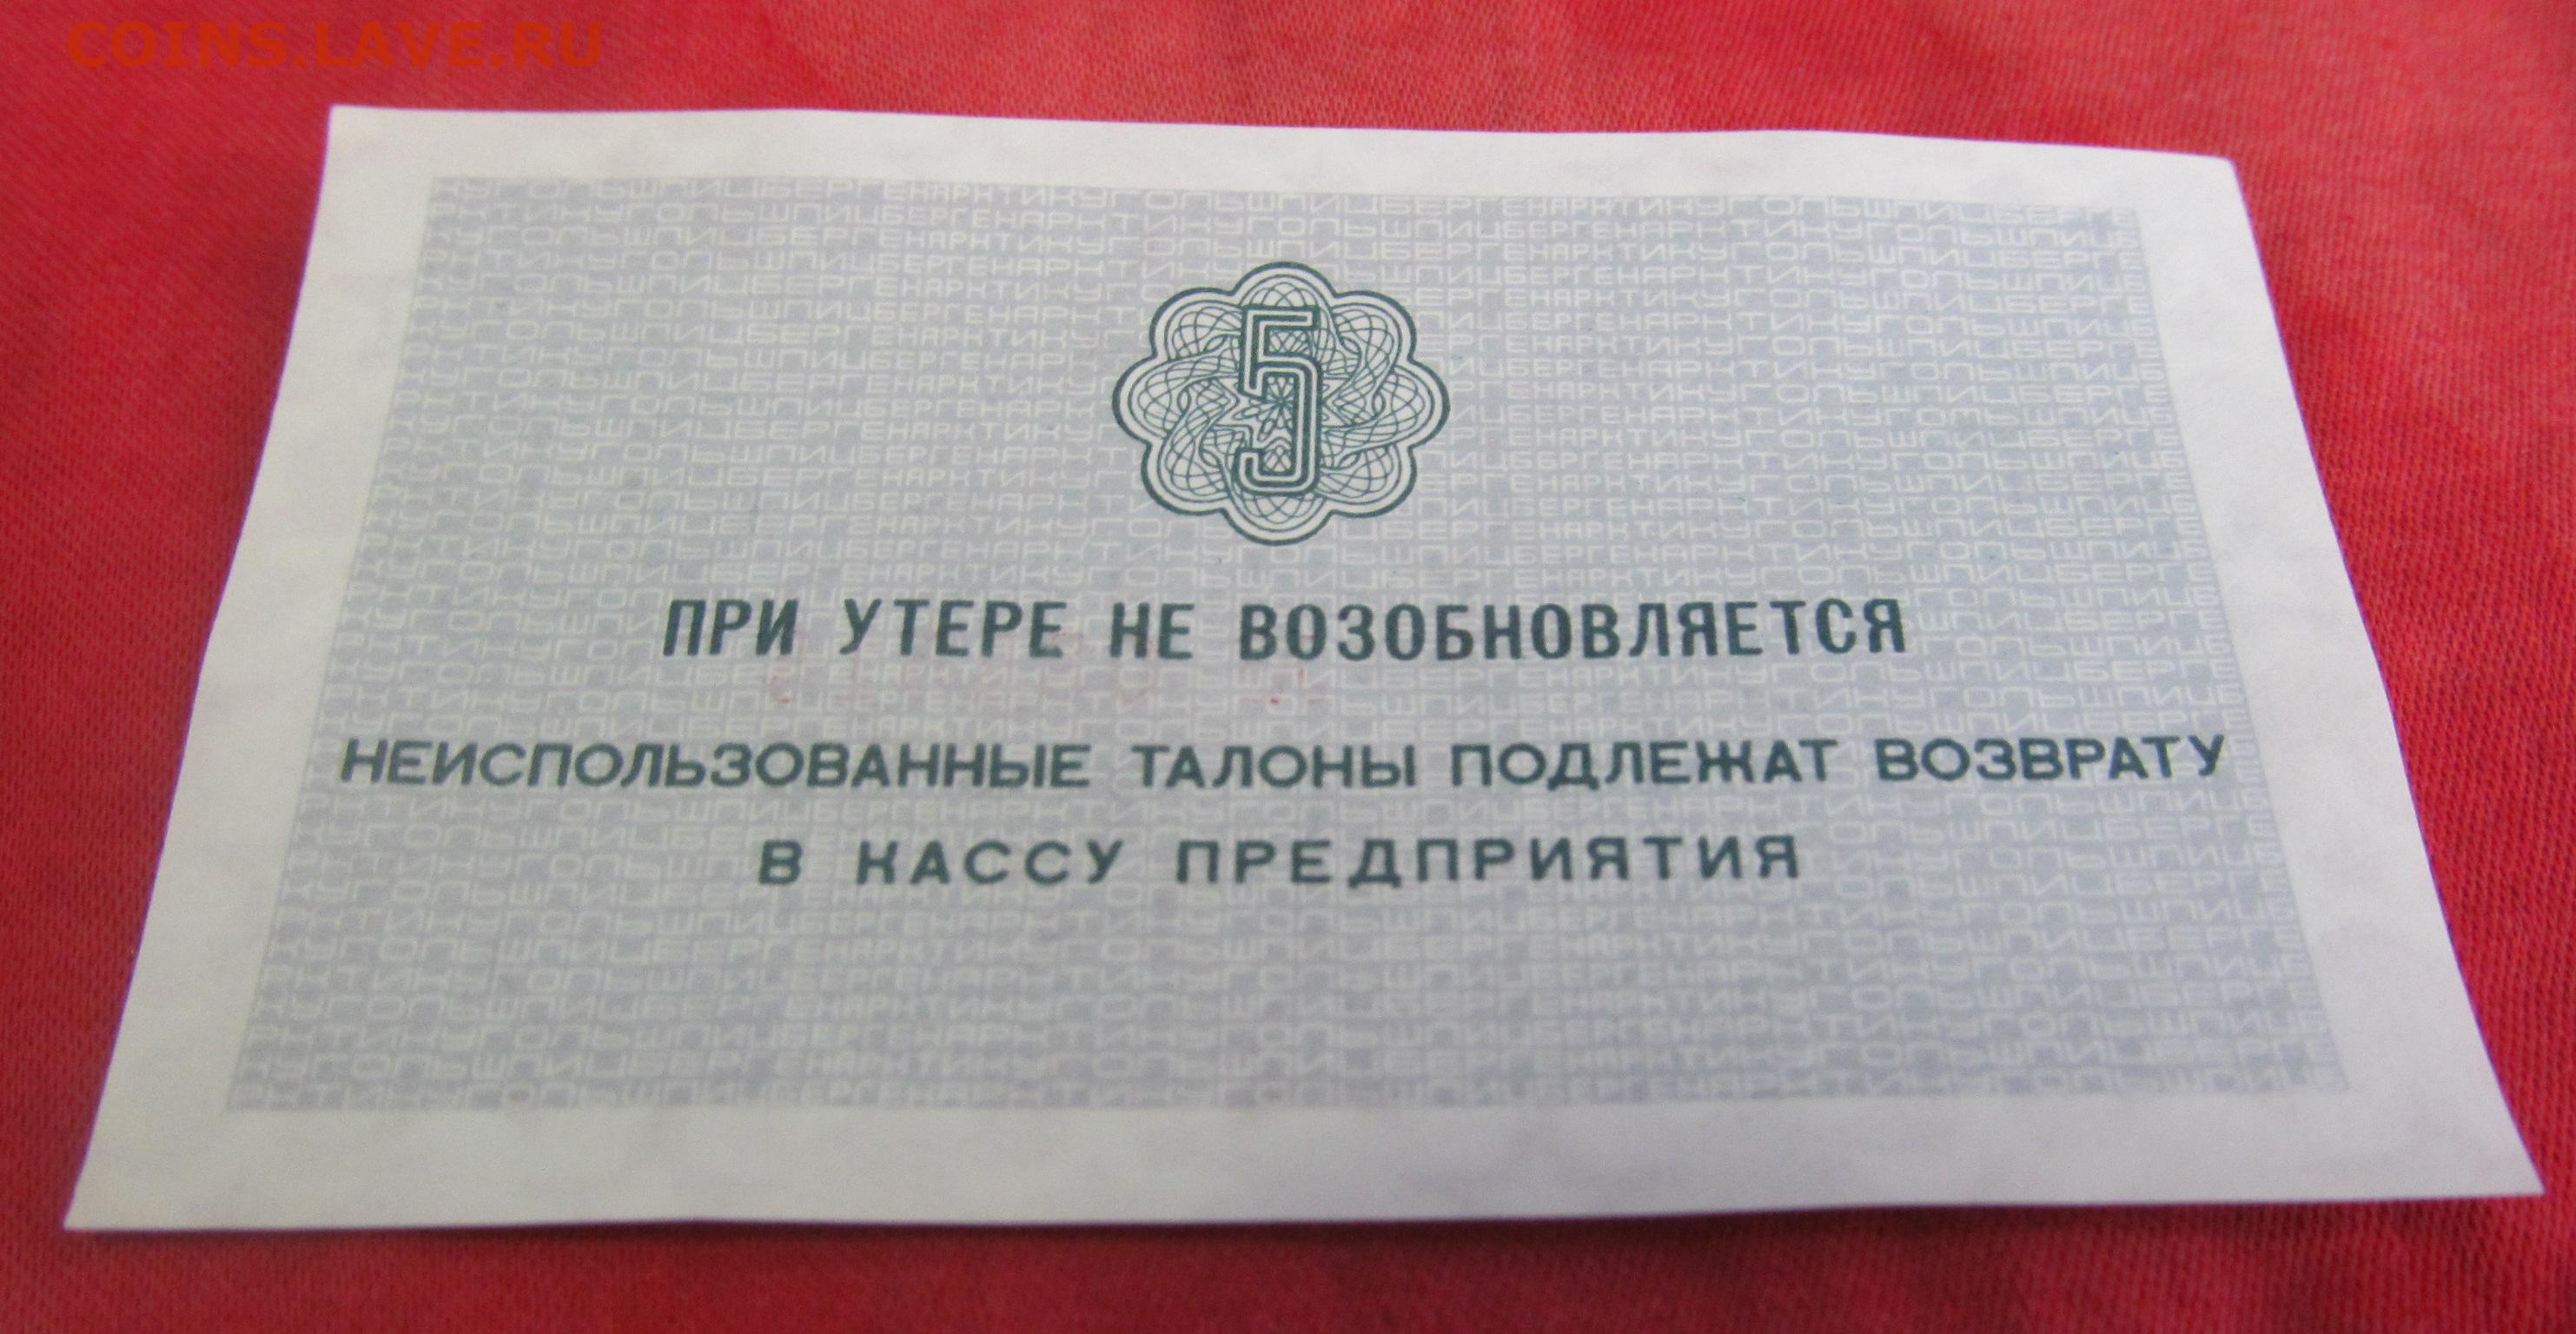 COINS.LAVE.RU
5
ПРИ УТЕРЕ НЕ ВОЗОБНОВЛЯЕТСЯ
НЕИСПОЛЬЗОВАННЫЕ ТАЛОНЫ ПОДЛЕЖАТ ВОЗВРАТУ
В КАССУ ПРЕДПРИЯТИЯ